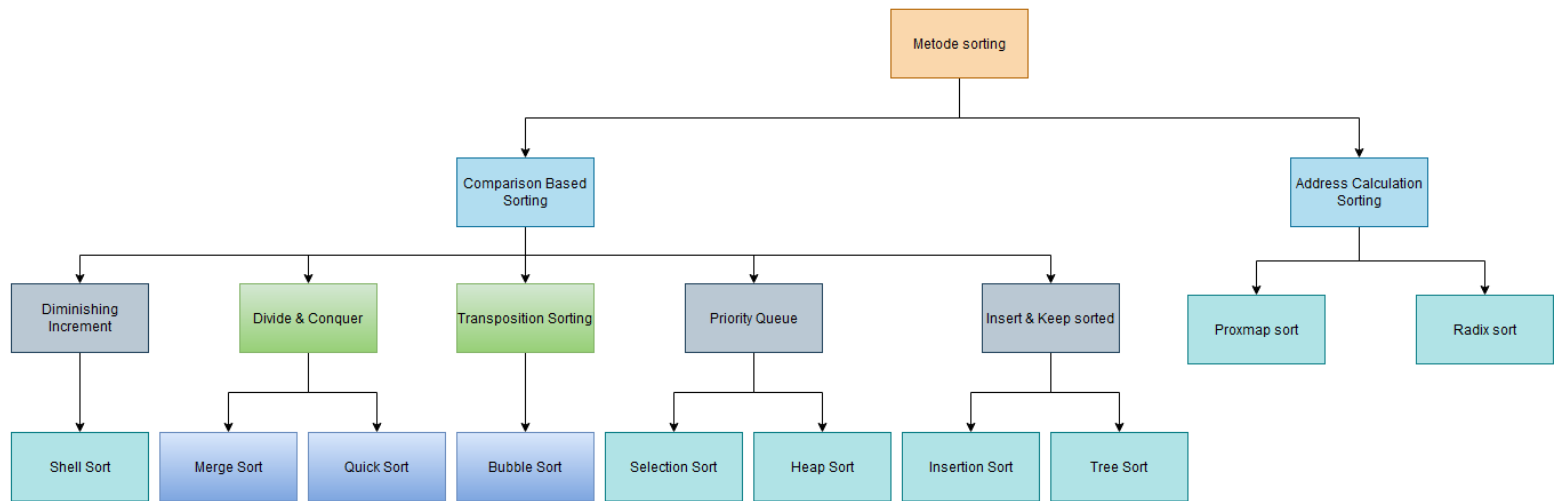 Metode sorting
Comparison Based
Sorting
Address Calculation
Sorting
Diminishing
Increment
Divide & Conquer
Transposition Sorting
Priority Queue
Insert & Keep sorted
Proxmap sort
Radix sort
Shell Sort
Merge Sort
Quick Sort
Bubble Sort
Selection Sort
Heap Sort
Insertion Sort
Tree Sort